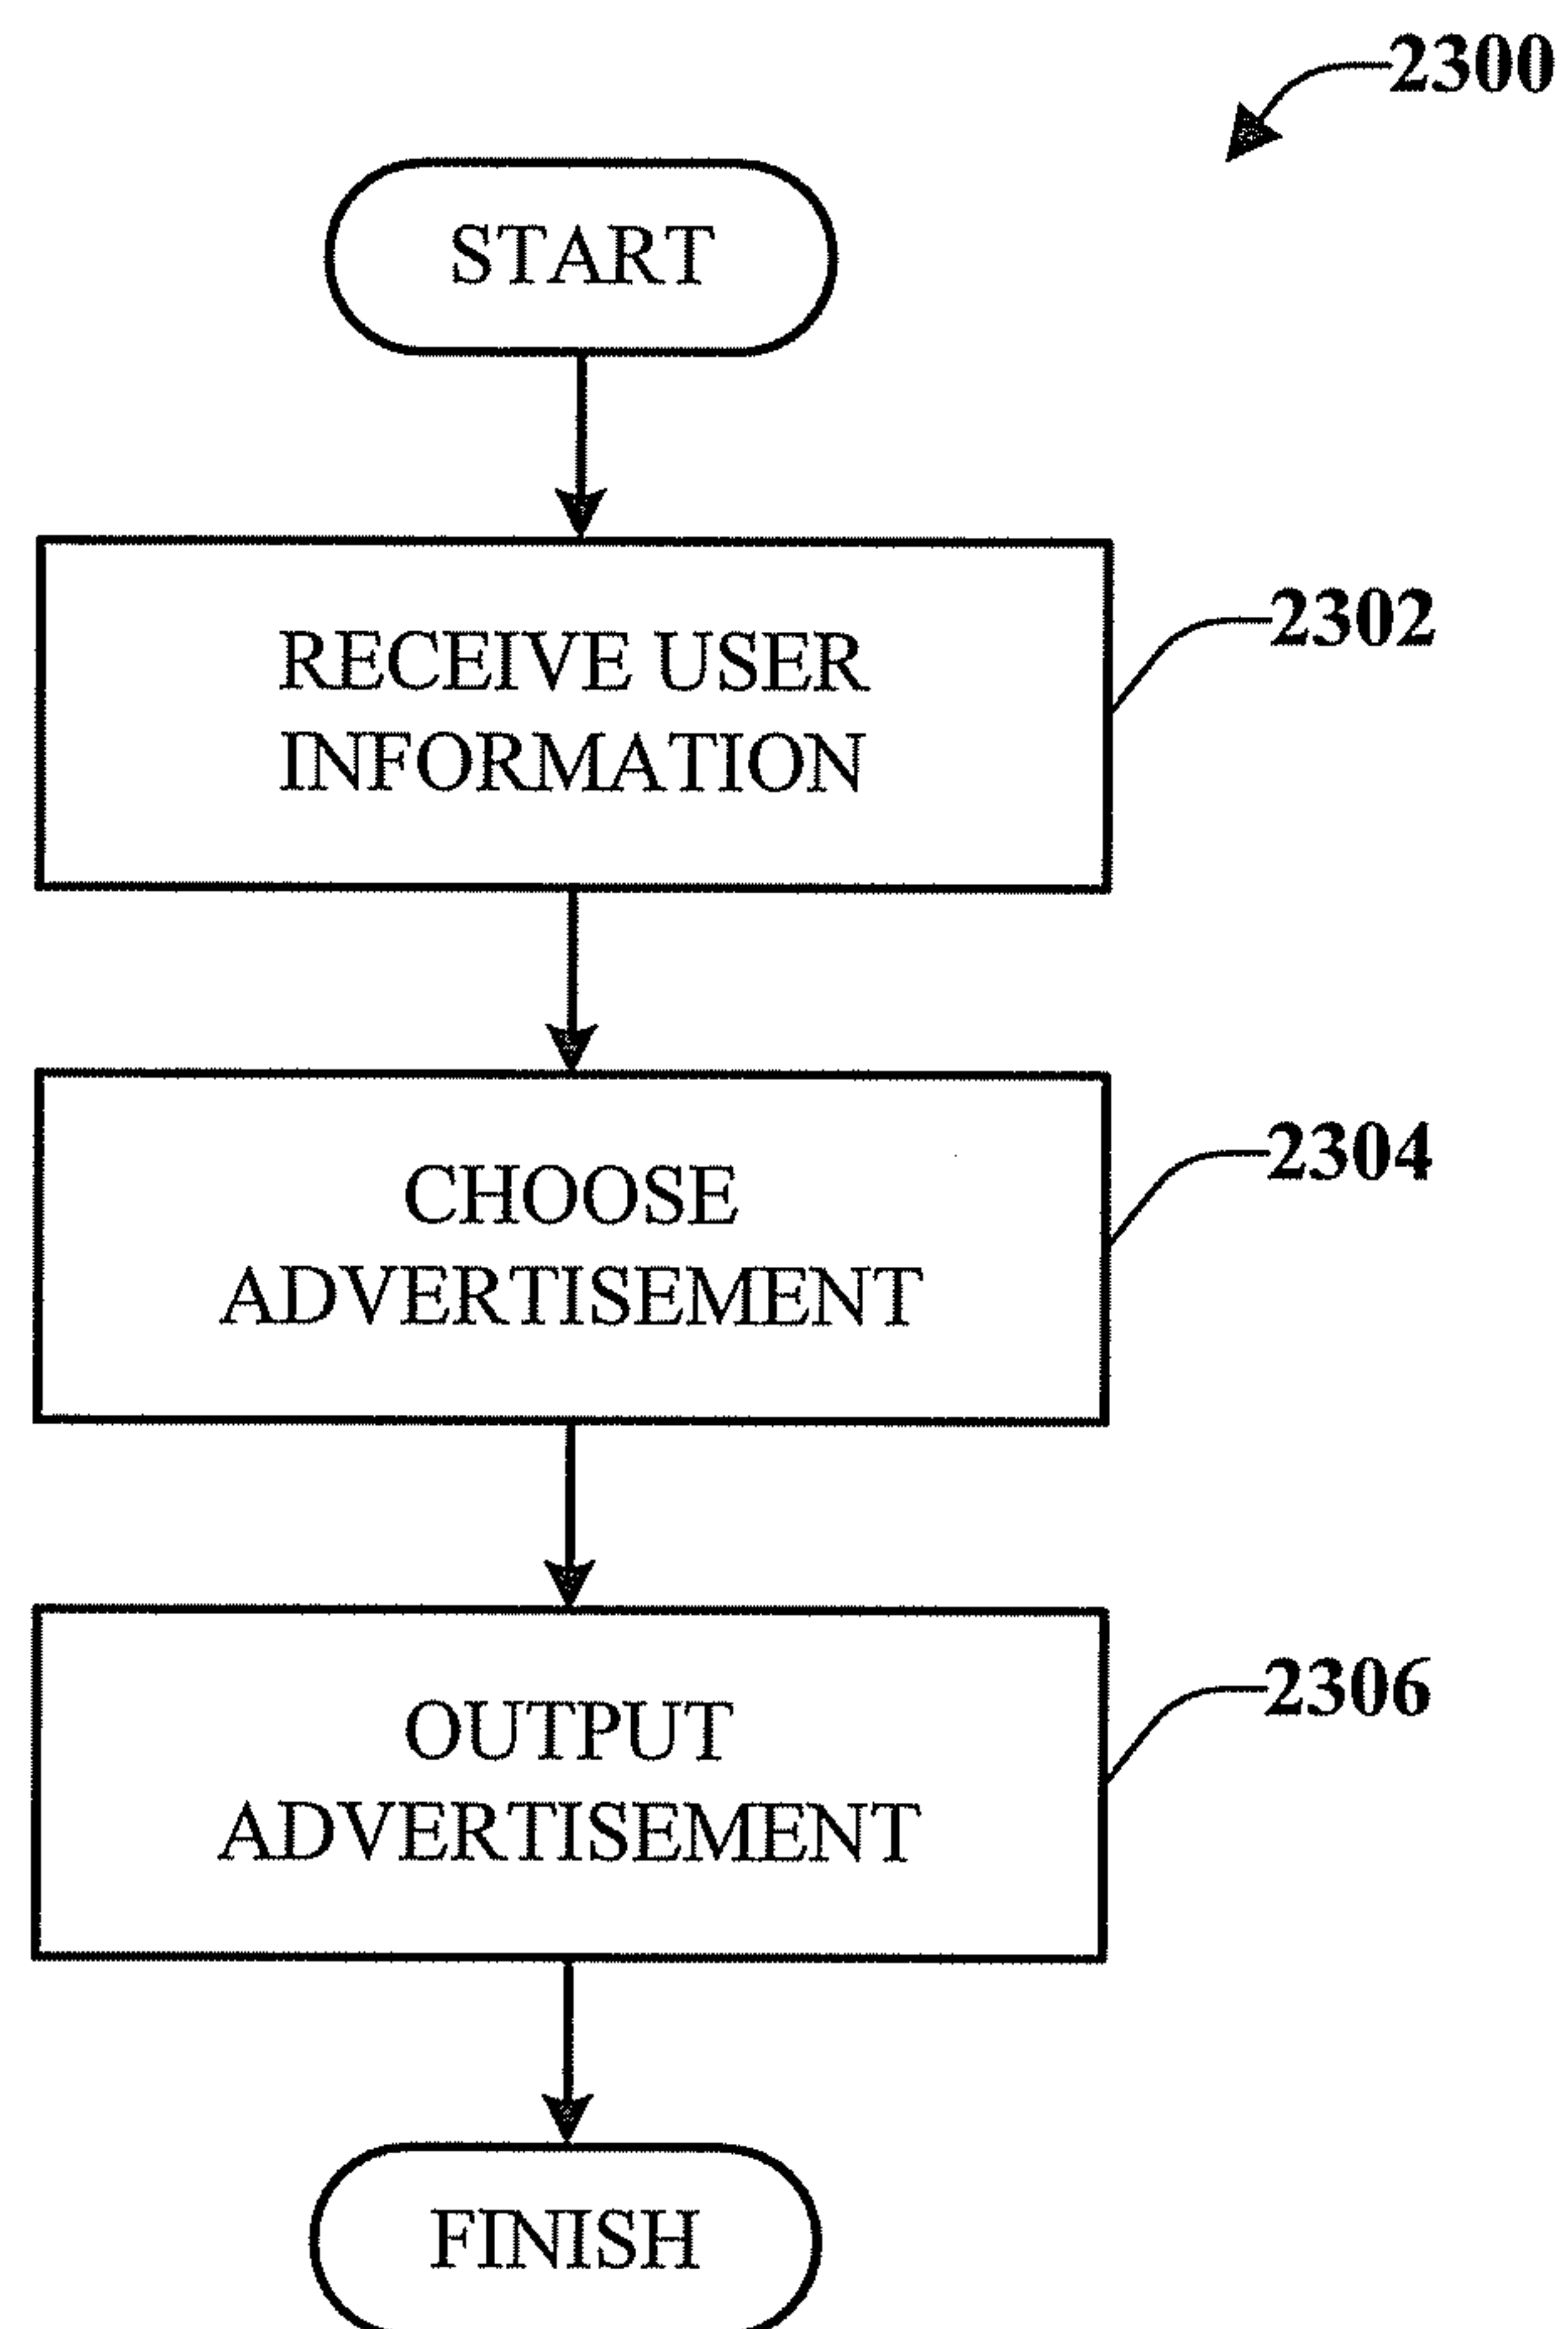 2300
START
RECEIVE USER
INFORMATION
2302
CHOOSE
ADVERTISEMENT
2304
OUTPUT
ADVERTISEMENT
2306
FINISH